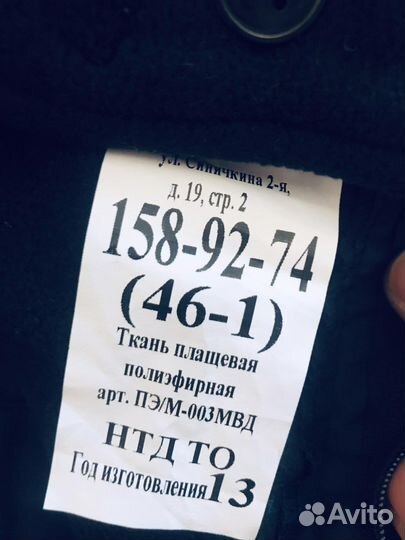 ул. Синичкина 2-я,
д. 19, стр. 2
158-92-74
(46-1)
Ткань плащевая
полиэфирная
арт. ПЭ/М-003МВД
НТД ТО
Год изготовления 13
Avito